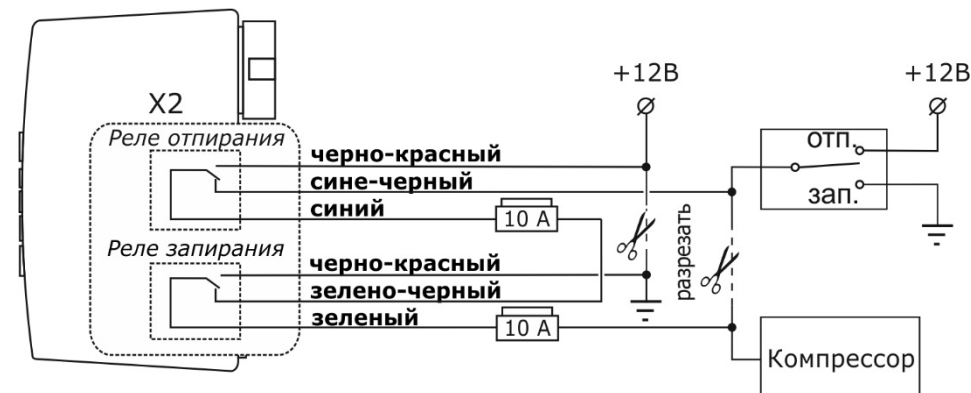 +12В
+12В
X2
Реле отпирания
отп.
черно-красный
сине-черный
зап.
синий
10 А
разрезать
Реле запирания
черно-красный
зелено-черный
зеленый
10 А
Компрессор